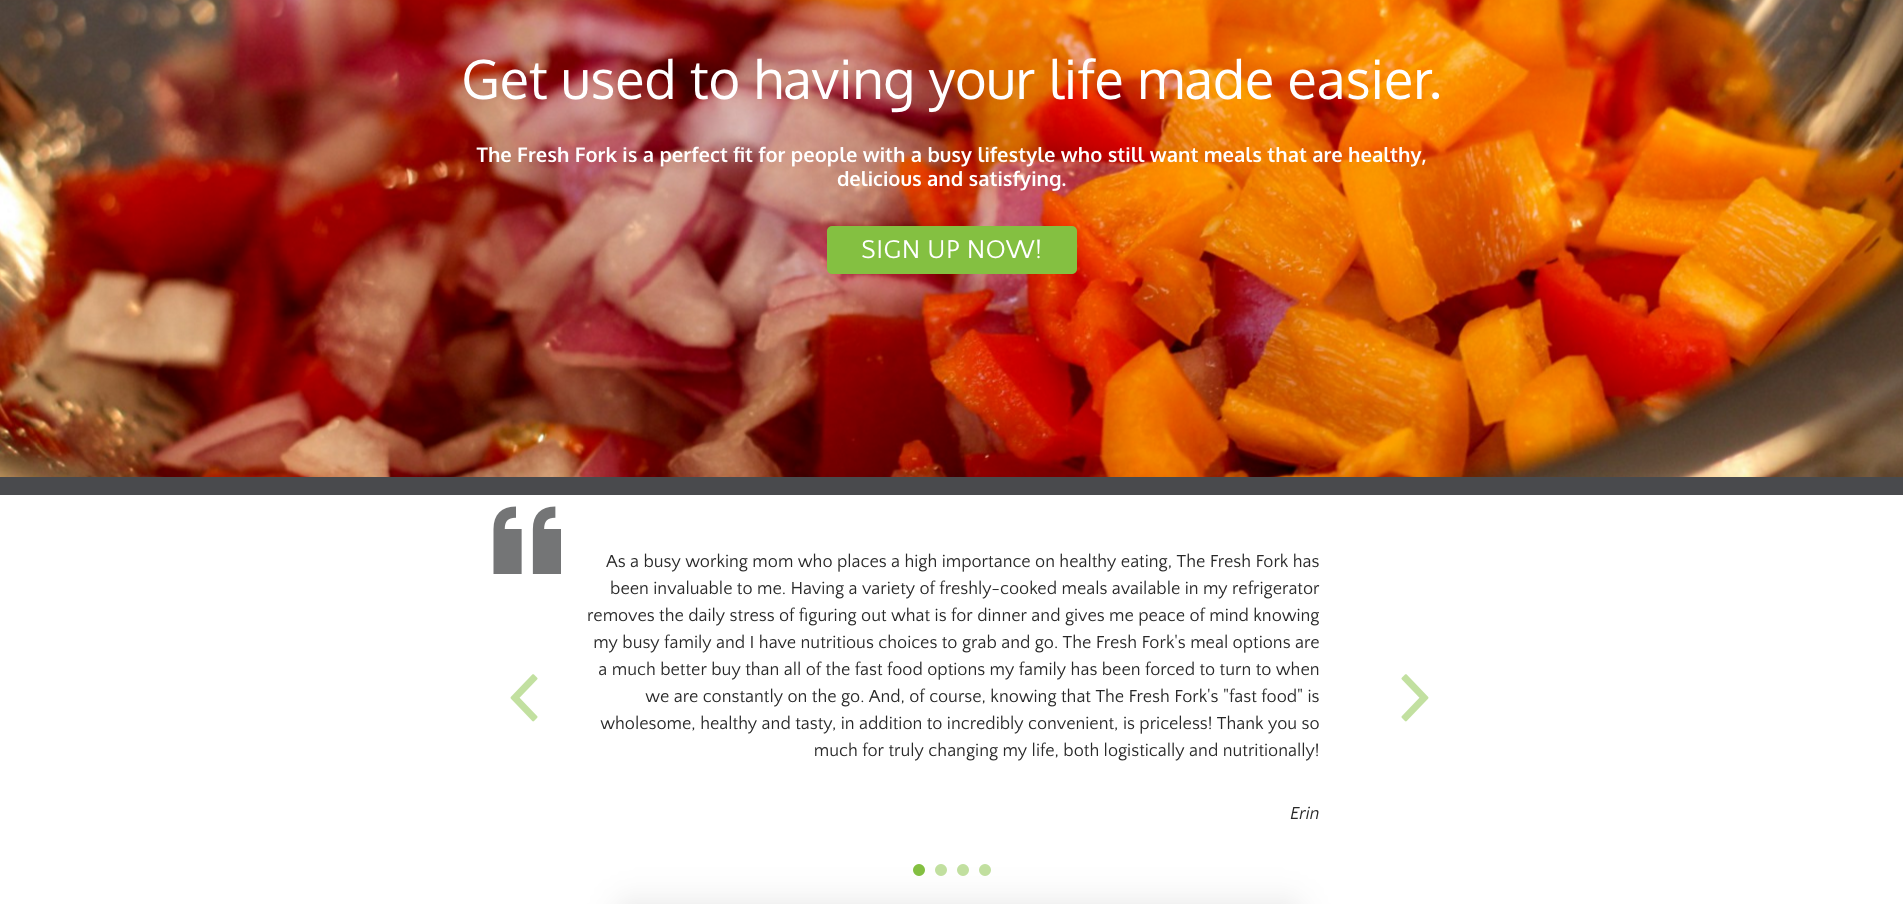 Get used to having your life made easier.
The Fresh Fork is a perfect fit for people with a busy lifestyle who still want meals that are healthy,
delicious and satisfying.
SIGN UP NOW!
“
As a busy working mom who places a high importance on healthy eating, The Fresh Fork has
been invaluable to me. Having a variety of freshly-cooked meals available in my refrigerator
removes the daily stress of figuring out what is for dinner and gives me peace of mind knowing
my busy family and I have nutritious choices to grab and go. The Fresh Fork's meal options are
a much better buy than all of the fast food options my family has been forced to turn to when
we are constantly on the go. And, of course, knowing that The Fresh Fork's "fast food" is
wholesome, healthy and tasty, in addition to incredibly convenient, is priceless! Thank you so
much for truly changing my life, both logistically and nutritionally!
Erin